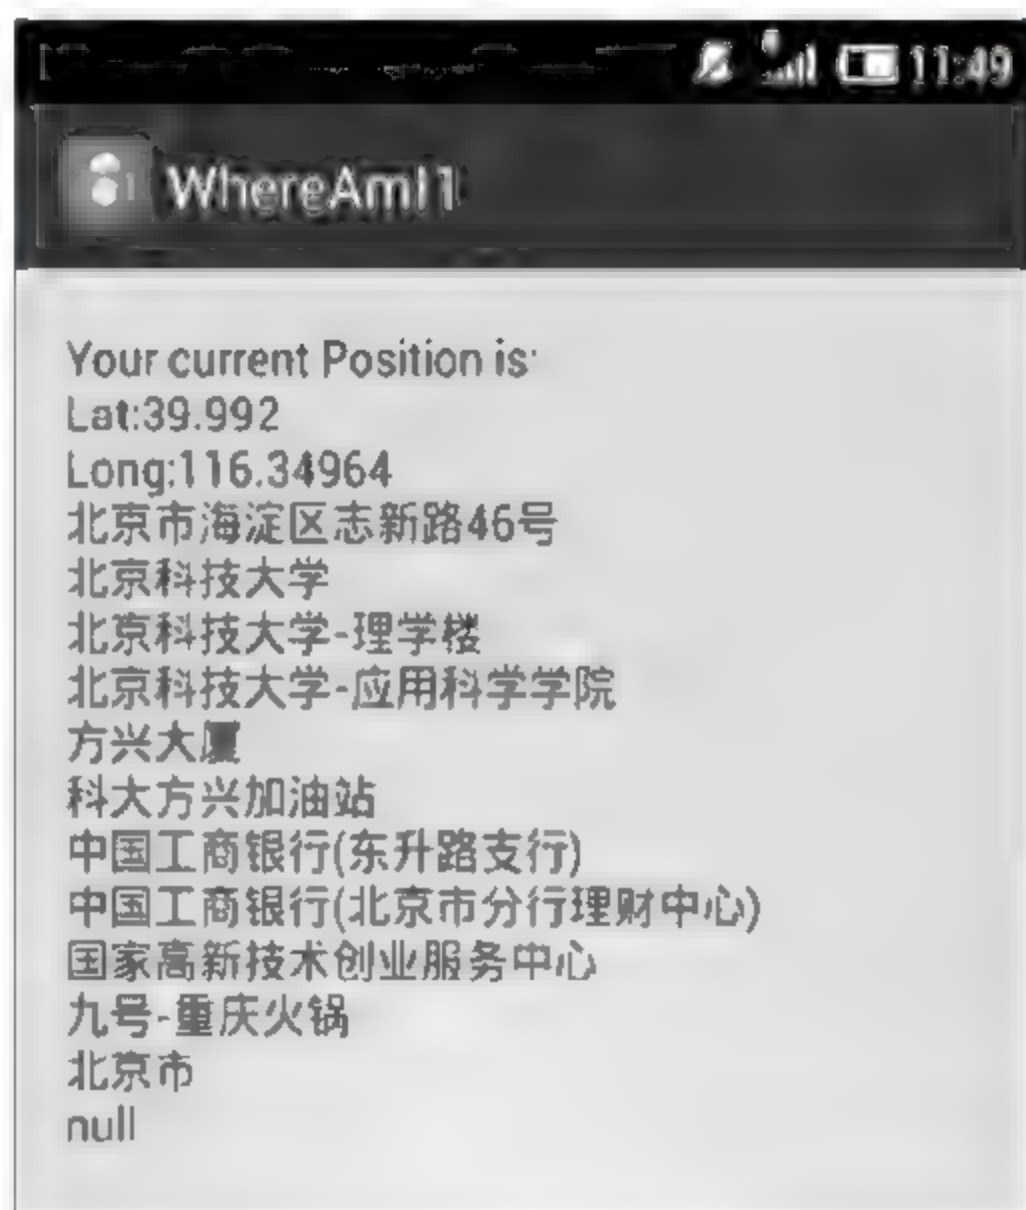 11:49
WhereAmI1
Your current Position is:
Lat:39.992
Long:116.34964
北京市海淀区志新路46号
北京科技大学
北京科技大学-理学楼
北京科技大学-应用科学学院
方兴大厦
科大方兴加油站
中国工商银行(东升路支行)
中国工商银行(北京市分行理财中心)
国家高新技术创业服务中心
九号-重庆火锅
北京市
null